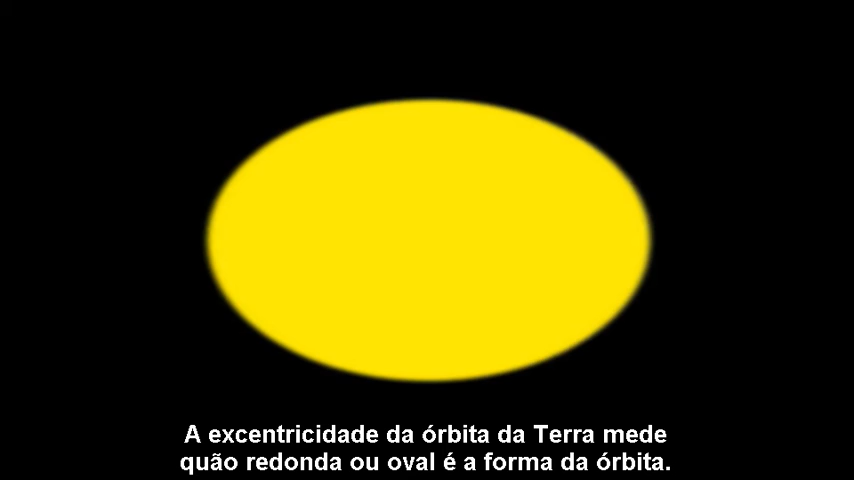 A excentricidade da órbita da Terra mede
quão redonda ou oval é a forma da órbita.